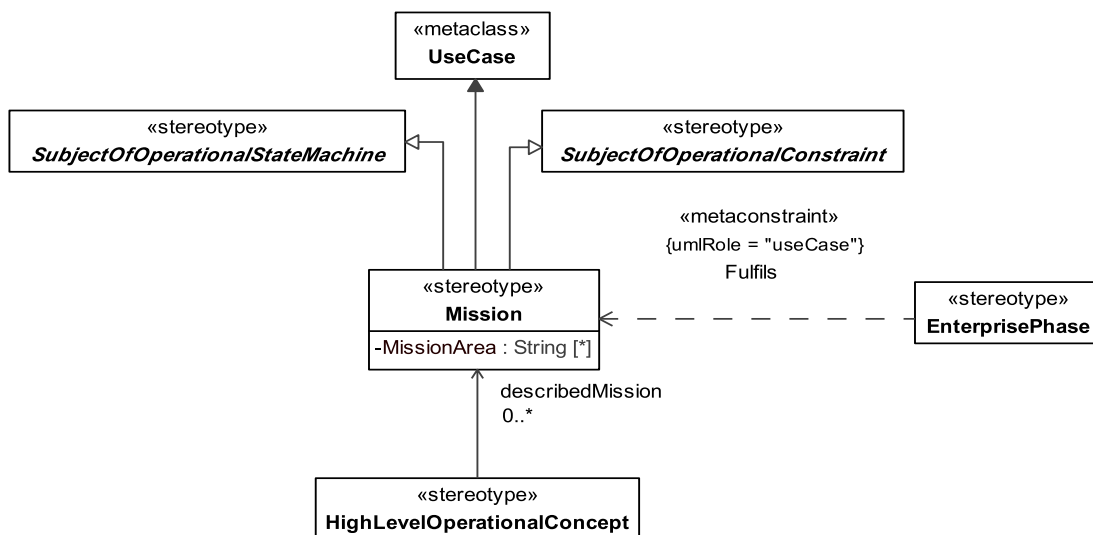 «metaclass»
UseCase
«stereotype»
SubjectOfOperationalStateMachine
«stereotype»
SubjectOfOperationalConstraint
«metaconstraint»
{umlRole = "useCase"}
Fulfils
«stereotype»
Mission
-MissionArea : String [*]
«stereotype»
EnterprisePhase
describedMission
0..*
«stereotype»
HighLevelOperationalConcept